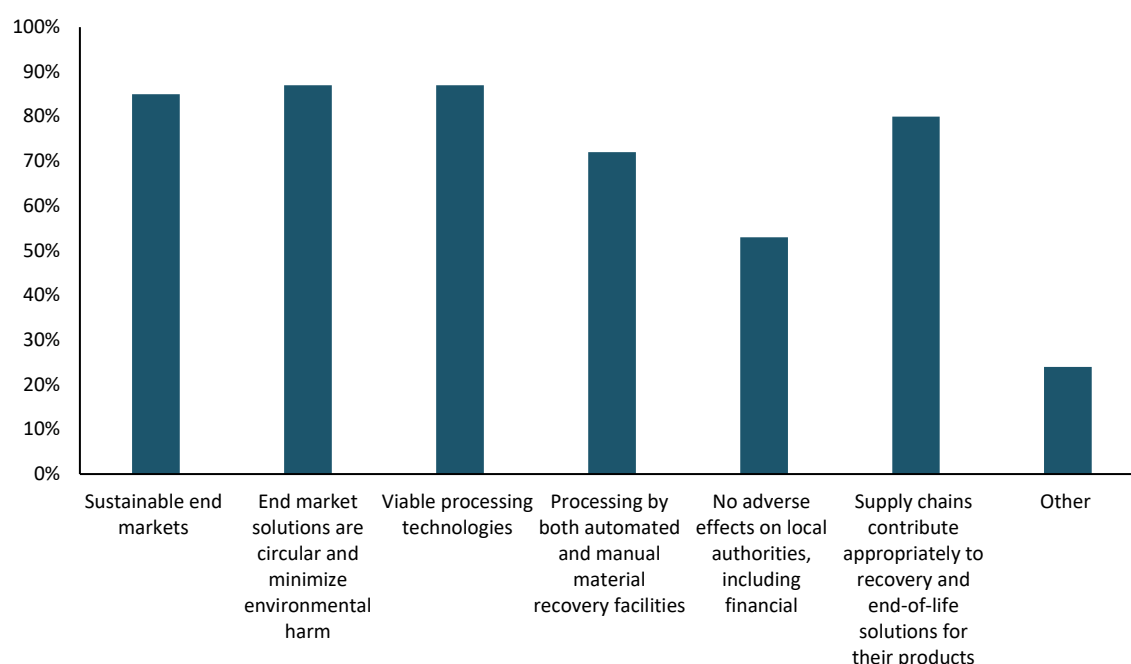 100%
90%
80%
70%
60%
50%
40%
30%
20%
10%
0%
Sustainable end
markets
End market
solutions are
circular and
minimize
environmental
harm
Viable processing
technologies
Processing by
both automated
and manual
material
recovery facilities
No adverse
effects on local
authorities,
including
financial
Supply chains
contribute
appropriately to
recovery and
end-of-life
solutions for
their products
Other